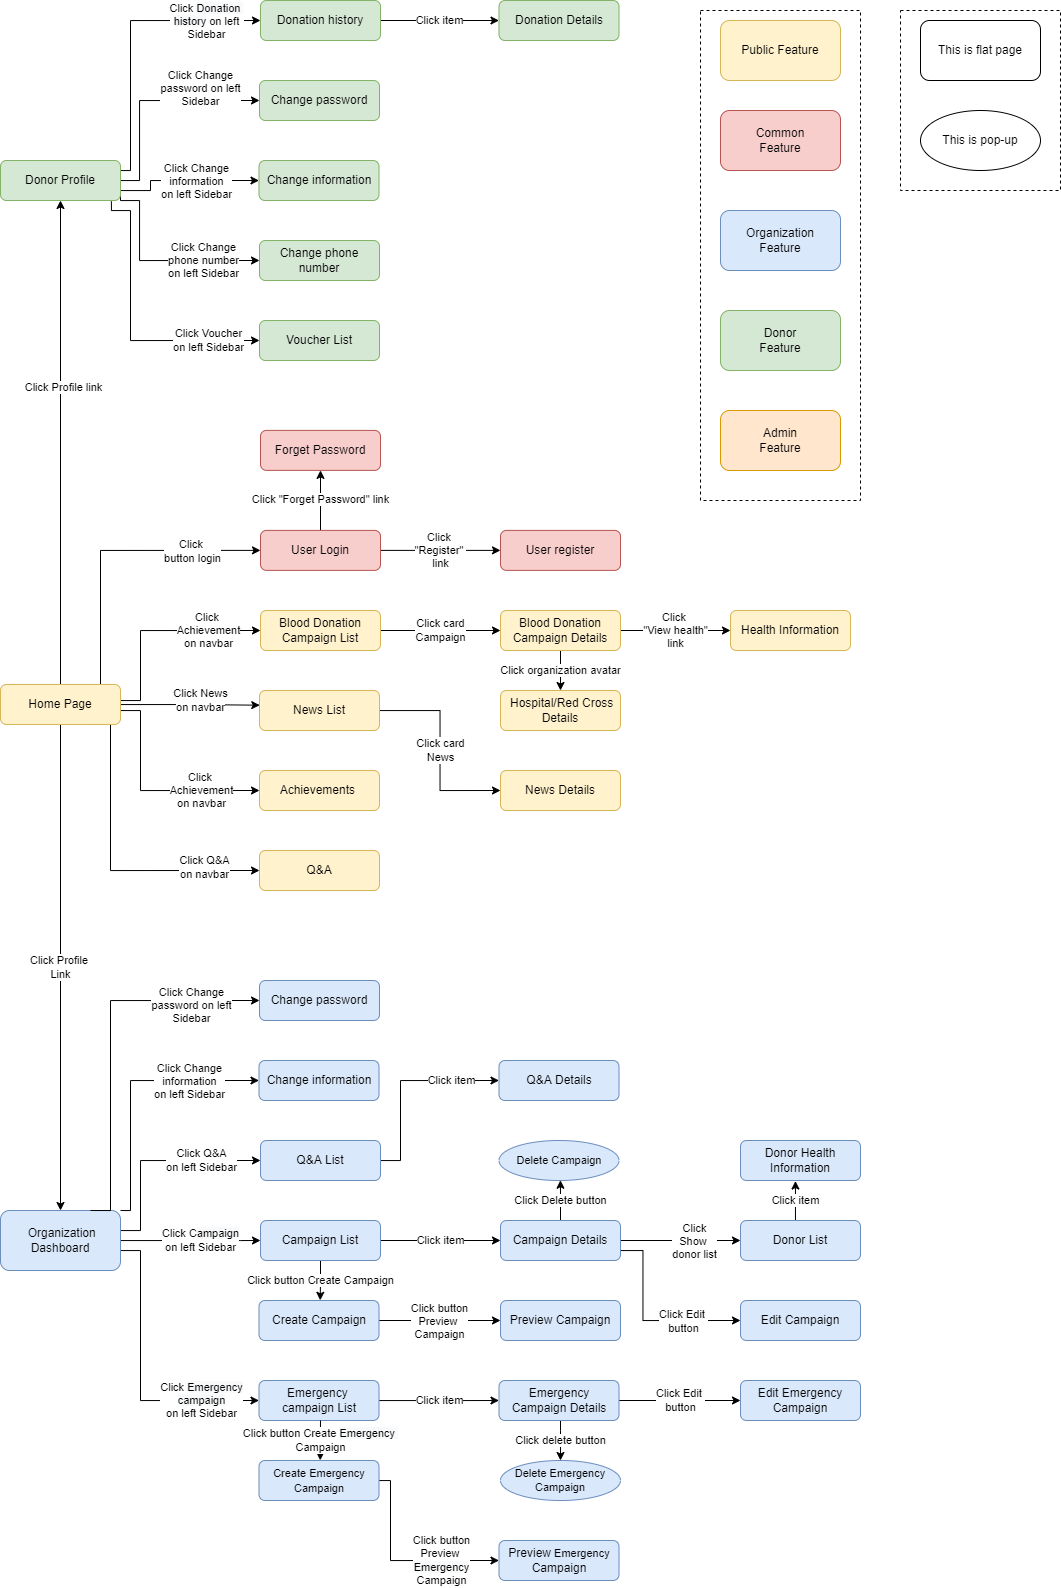 Click Donation
history on left
Sidebar
Donation history
Click item
Donation Details
Click Change
password on left
Sidebar
Change password
Donor Profile
Click Change
information
on left Sidebar
Change information
Click Change
phone number
on left Sidebar
Change phone
number
Click Voucher
on left Sidebar
Voucher List
Click Profile link
Public Feature
Common
Feature
Organization
Feature
Donor
Feature
Admin
Feature
This is flat page
This is pop-up
Forget Password
Click "Forget Password" link
Click
button login
User Login
Click
"Register"
link
User register
Click
Achievement
on navbar
Blood Donation
Campaign List
Click card
Campaign
Blood Donation
Campaign Details
Click
"View health"
link
Health Information
Click organization avatar
Hospital/Red Cross
Details
Home Page
Click News
on navbar
News List
Click card
News
News Details
Click
Achievement
on navbar
Achievements
Click Q&A
on navbar
Q&A
Click Profile
Link
Click Change
password on left
Sidebar
Change password
Click Change
information
on left Sidebar
Change information
Click item
Q&A Details
Click Q&A
on left Sidebar
Q&A List
Delete Campaign
Click Delete button
Donor Health
Information
Click item
Organization
Dashboard
Click Campaign
on left Sidebar
Campaign List
Click item
Campaign Details
Click
Show
donor list
Donor List
Click button Create Campaign
Create Campaign
Click button
Preview
Campaign
Preview Campaign
Click Edit
button
Edit Campaign
Click Emergency
campaign
on left Sidebar
Emergency
campaign List
Click item
Emergency
Campaign Details
Click Edit
button
Edit Emergency
Campaign
Click button Create Emergency
Campaign
Create Emergency
Campaign
Click delete button
Delete Emergency
Campaign
Click button
Preview
Emergency
Campaign
Preview Emergency
Campaign